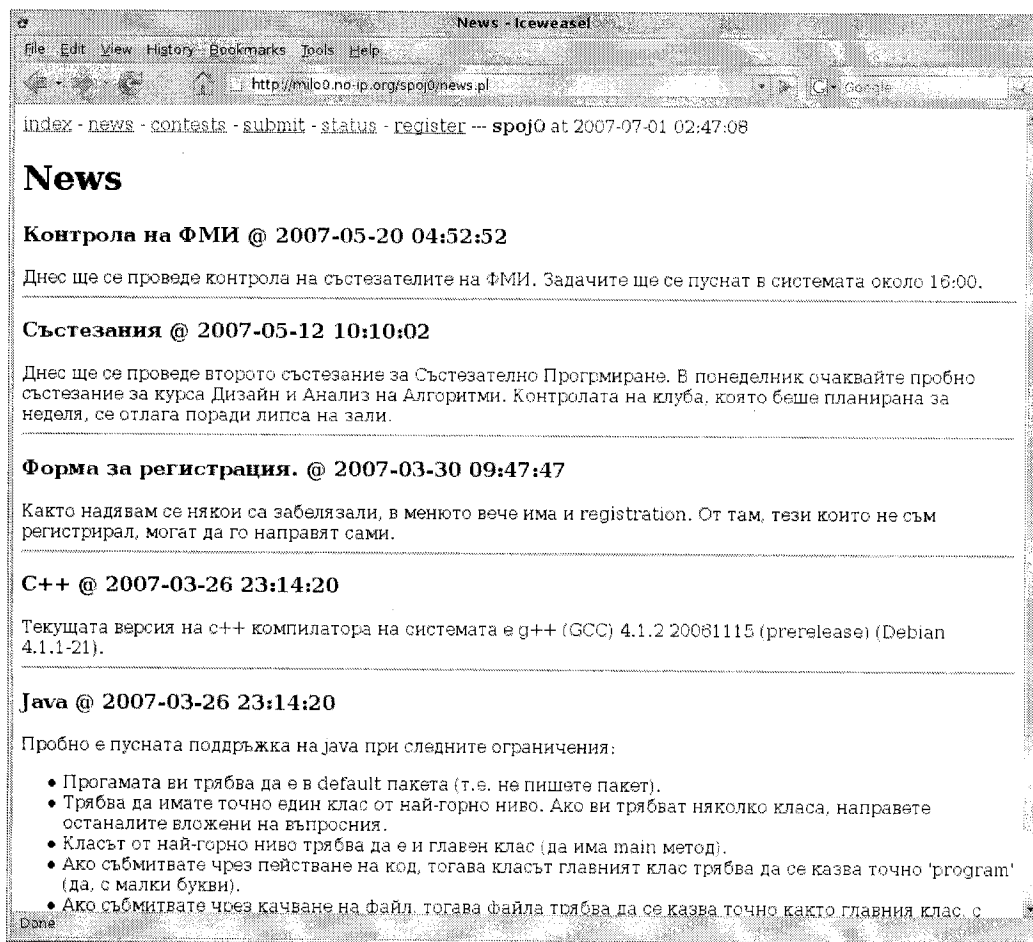 News - Iceweasel
File Edit View History Bookmarks Tools Help
http://milo0.no-ip.org/spoj0/news.pl
Google
index - news - contests - submit - status - register --- spoj0 at 2007-07-01 02:47:08
News
Контрола на ФМИ @ 2007-05-20 04:52:52
Днес ще се проведе контрола на състезателите на ФМИ. Задачите ще се пуснат в системата около 16:00.
Състезания @ 2007-05-12 10:10:02
Днес ще се проведе второто състезание за Състезателно Прогрмиране. В понеделник очаквайте пробно
състезание за курса Дизайн и Анализ на Алгоритми. Контролата на клуба, която беше планирана за
неделя, се отлага поради липса на зали.
Форма за регистрация. @ 2007-03-30 09:47:47
Както надявам се някои са забелязали, в менюто вече има и registration. От там, тези които не съм
регистрирал, могат да го направят сами.
C++ @ 2007-03-26 23:14:20
Текущата версия на c++ компилатора на системата е g++ (GCC) 4.1.2 20061115 (prerelease) (Debian
4.1.1-21).
Java @ 2007-03-26 23:14:20
Пробно е пусната поддръжка на java при следните ограничения:
• Прогамата ви трябва да е в default пакета (т.е. не пишете пакет).
• Трябва да имате точно един клас от най-горно ниво. Ако ви трябват няколко класа, направете
останалите вложени на въпросния.
• Класът от най-горно ниво трябва да е и главен клас (да има main метод).
• Ако събмитвате чрез пействане на код, тогава класът главният клас трябва да се казва точно 'program'
(да, с малки букви).
• Ако събмитвате чрез качване на файл, тогава файла трябва да се казва точно както главния клас, с
Done